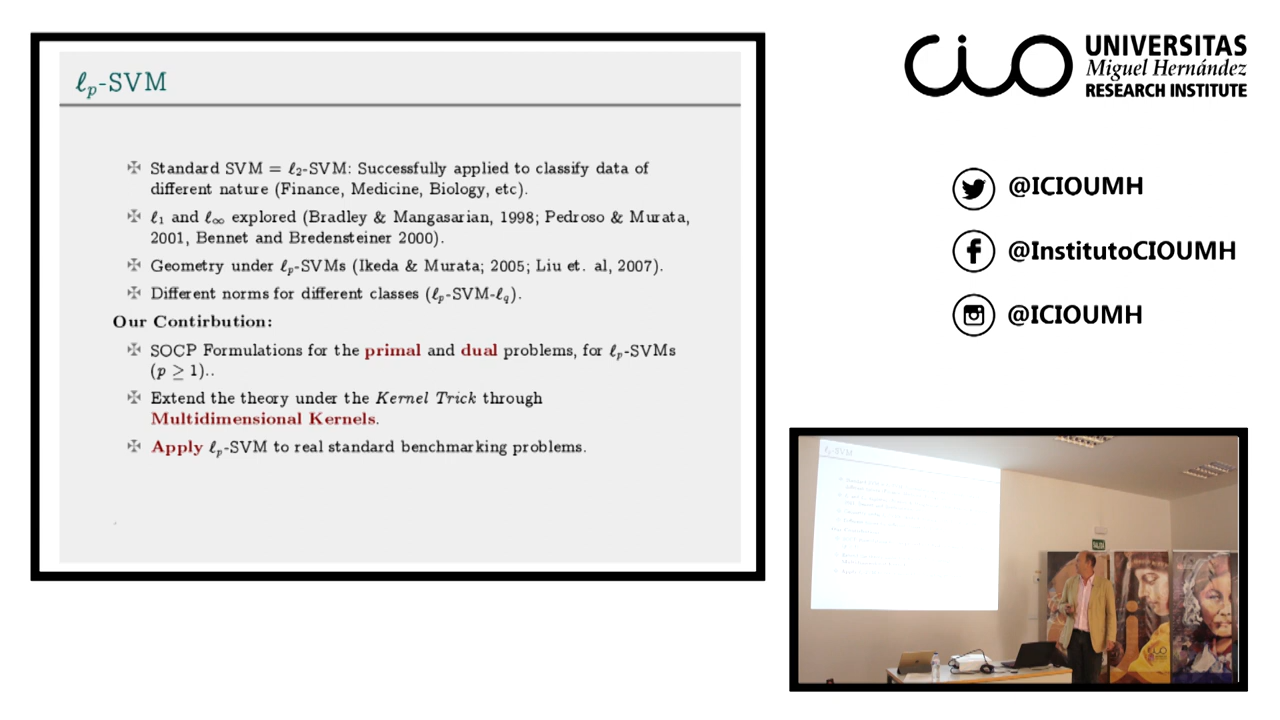 ℓp-SVM
✠ Standard SVM = ℓ2-SVM: Successfully applied to classify data of
different nature (Finance, Medicine, Biology, etc).
✠ ℓ1 and ℓ∞ explored (Bradley & Mangasarian, 1998; Pedroso & Murata,
2001, Bennet and Bredensteiner 2000).
✠ Geometry under ℓp-SVMs (Ikeda & Murata; 2005; Liu et. al, 2007).
✠ Different norms for different classes (ℓp-SVM-ℓq).
Our Contirbution:
✠ SOCP Formulations for the primal and dual problems, for ℓp-SVMs
(p ≥ 1)..
✠ Extend the theory under the Kernel Trick through
Multidimensional Kernels.
✠ Apply ℓp-SVM to real standard benchmarking problems.
cio
UNIVERSITAS
Miguel Hernández
RESEARCH INSTITUTE
@ICIOUMH
@InstitutoCIOUMH
@ICIOUMH
ℓp-SVM
SALIDA